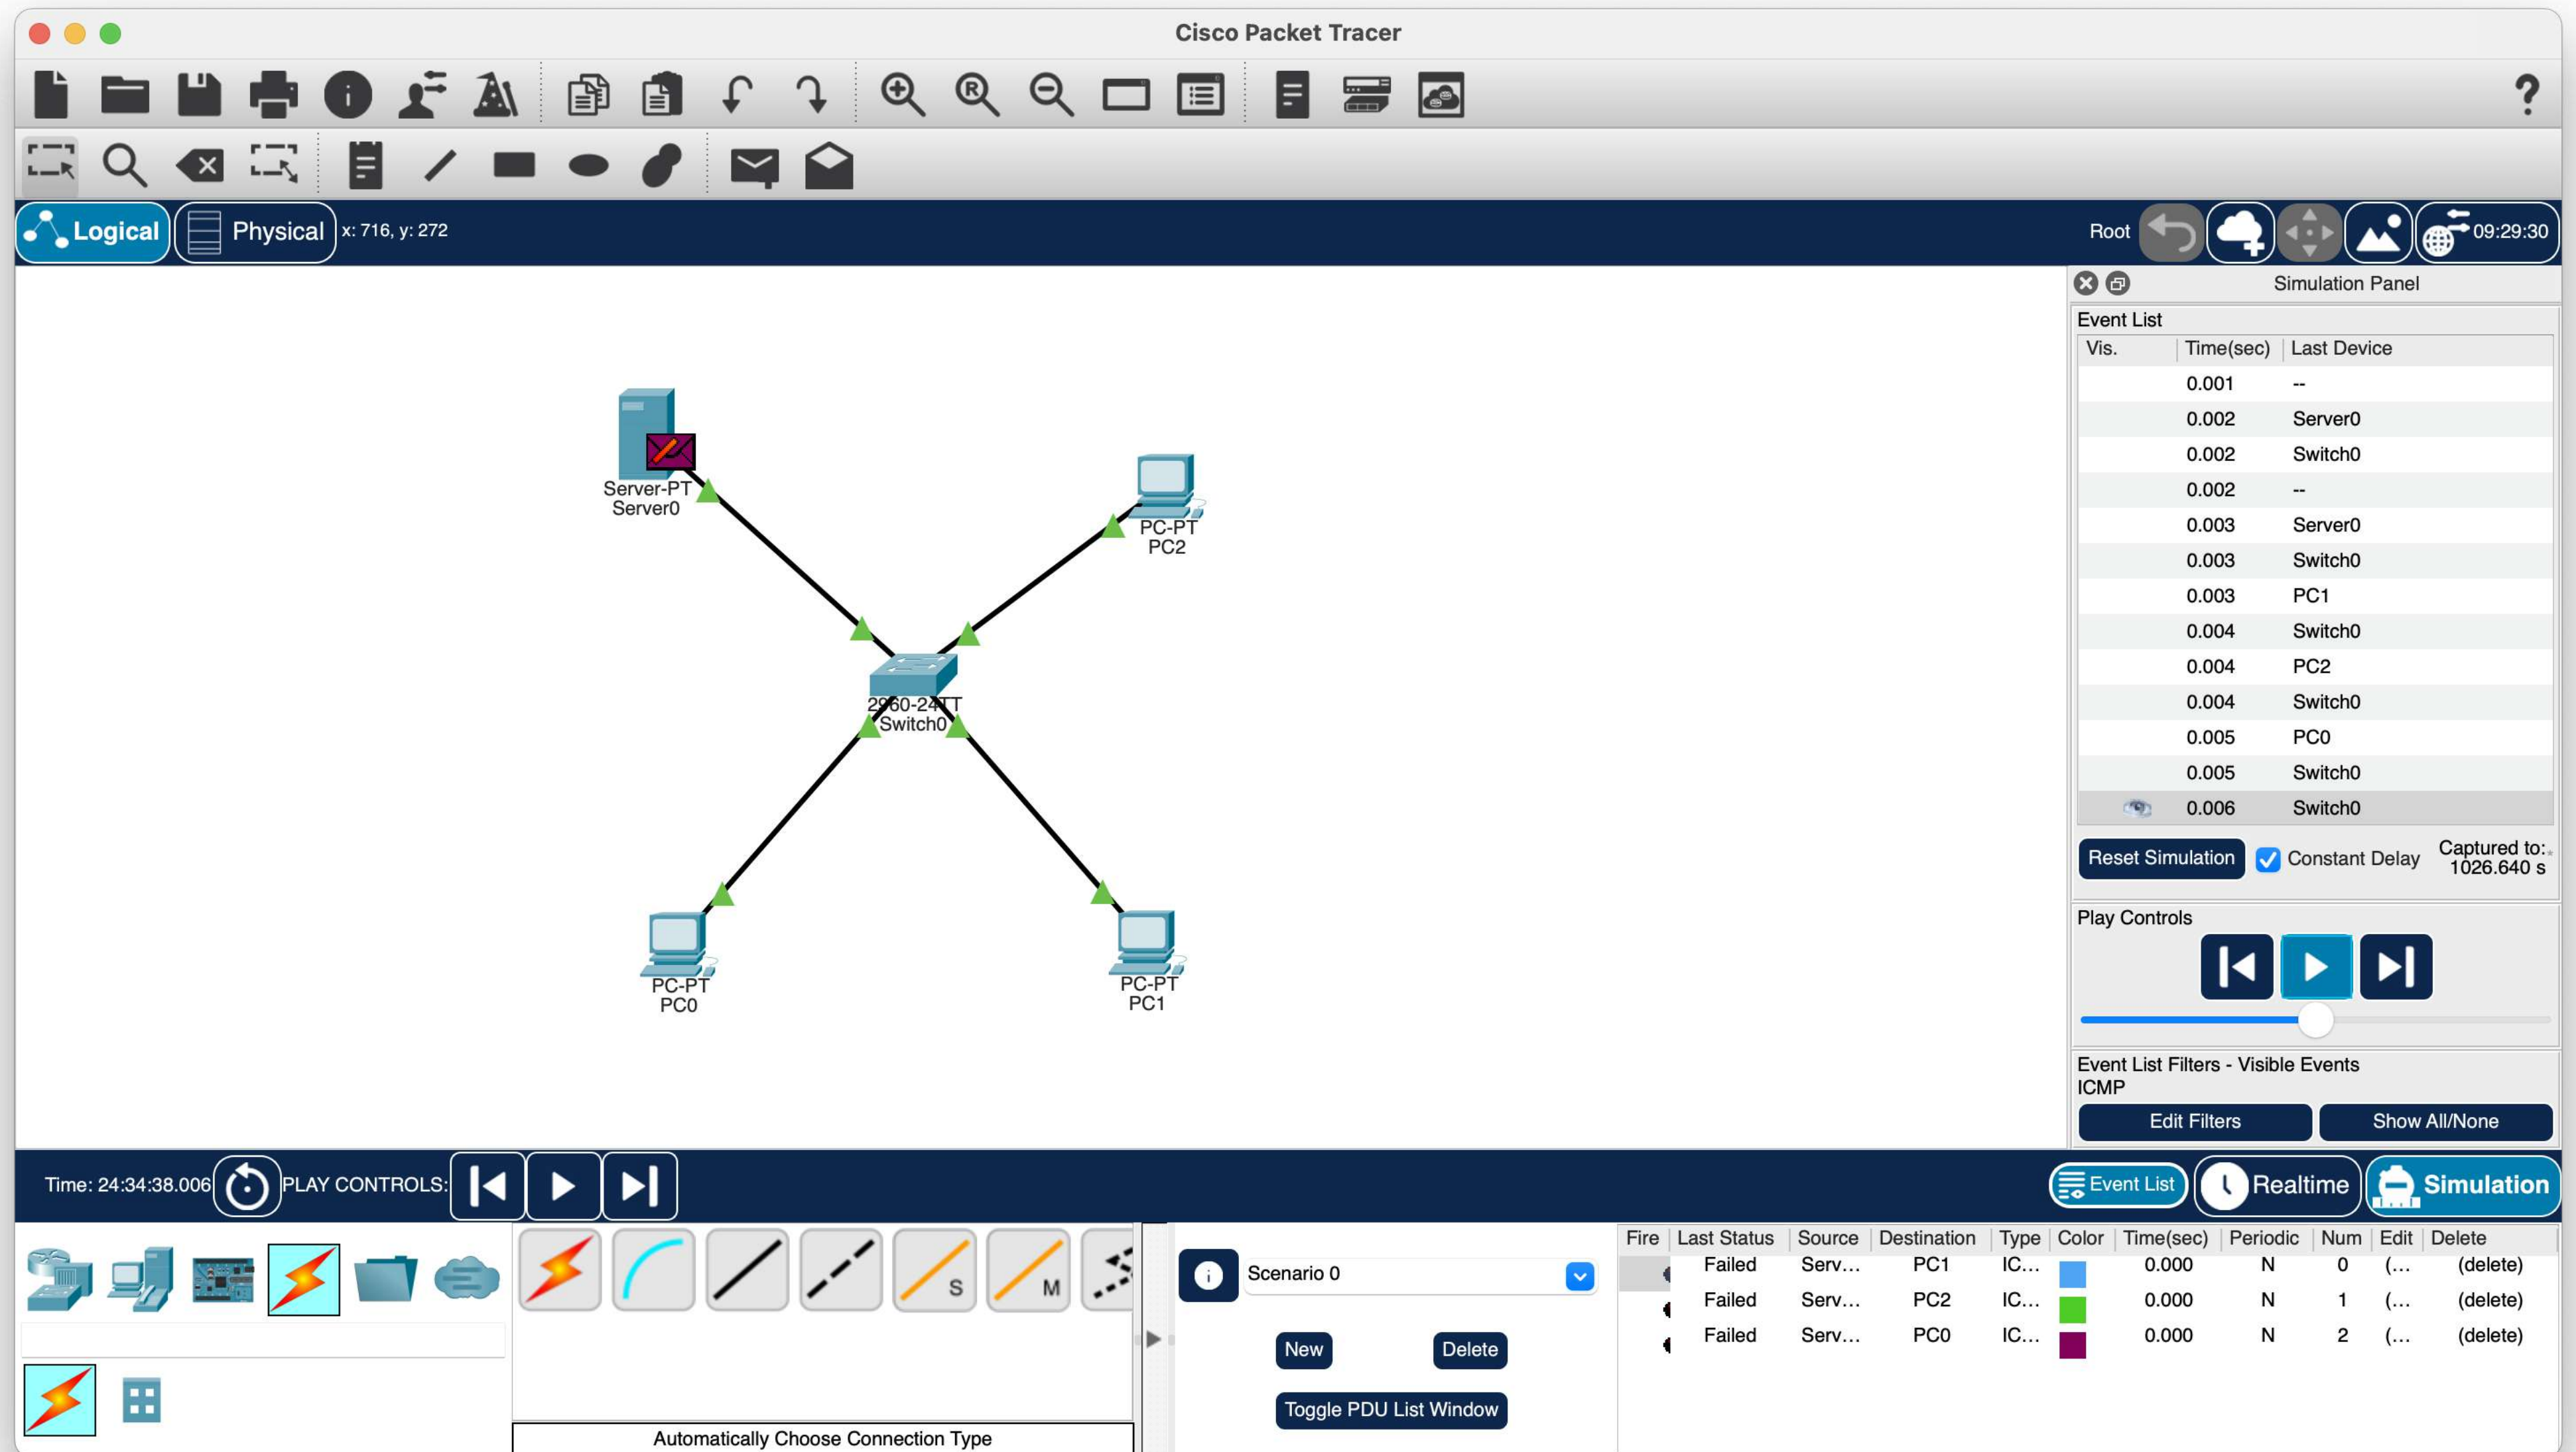 Cisco Packet Tracer
Logical
Physical
x: 716, y: 272
Root
09:29:30
Simulation Panel
Event List
Vis. Time(sec) Last Device
0.001 --
0.002 Server0
0.002 Switch0
0.002 --
0.003 Server0
0.003 Switch0
0.003 PC1
0.004 Switch0
0.004 PC2
0.004 Switch0
0.005 PC0
0.005 Switch0
0.006 Switch0
Reset Simulation
Constant Delay
Captured to:*
1026.640 s
Play Controls
Event List Filters - Visible Events
ICMP
Edit Filters
Show All/None
Server-PT
Server0
PC-PT
PC2
2960-24TT
Switch0
PC-PT
PC0
PC-PT
PC1
Time: 24:34:38.006
PLAY CONTROLS:
Event List
Realtime
Simulation
S
M
Automatically Choose Connection Type
Scenario 0
New
Delete
Toggle PDU List Window
Fire Last Status Source Destination Type Color Time(sec) Periodic Num Edit Delete
Failed Serv... PC1 IC... 0.000 N 0 (... (delete)
Failed Serv... PC2 IC... 0.000 N 1 (... (delete)
Failed Serv... PC0 IC... 0.000 N 2 (... (delete)